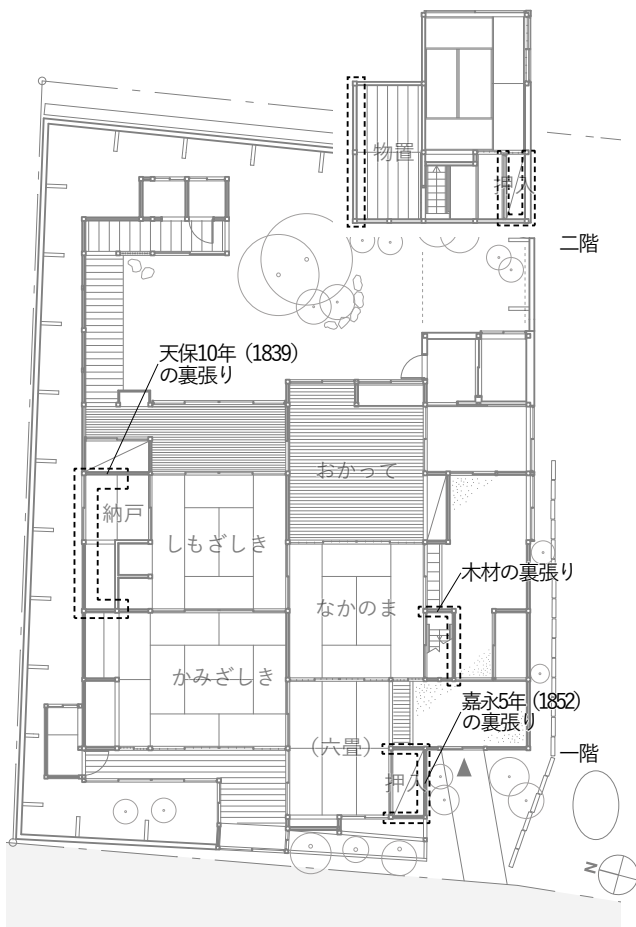 物置
押入
二階
天保10年（1839）
の裏張り
おかって
納戸
しもざしき
木材の裏張り
なかのま
かみざしき
嘉永5年（1852）
の裏張り
（六畳）
一階
押入
N